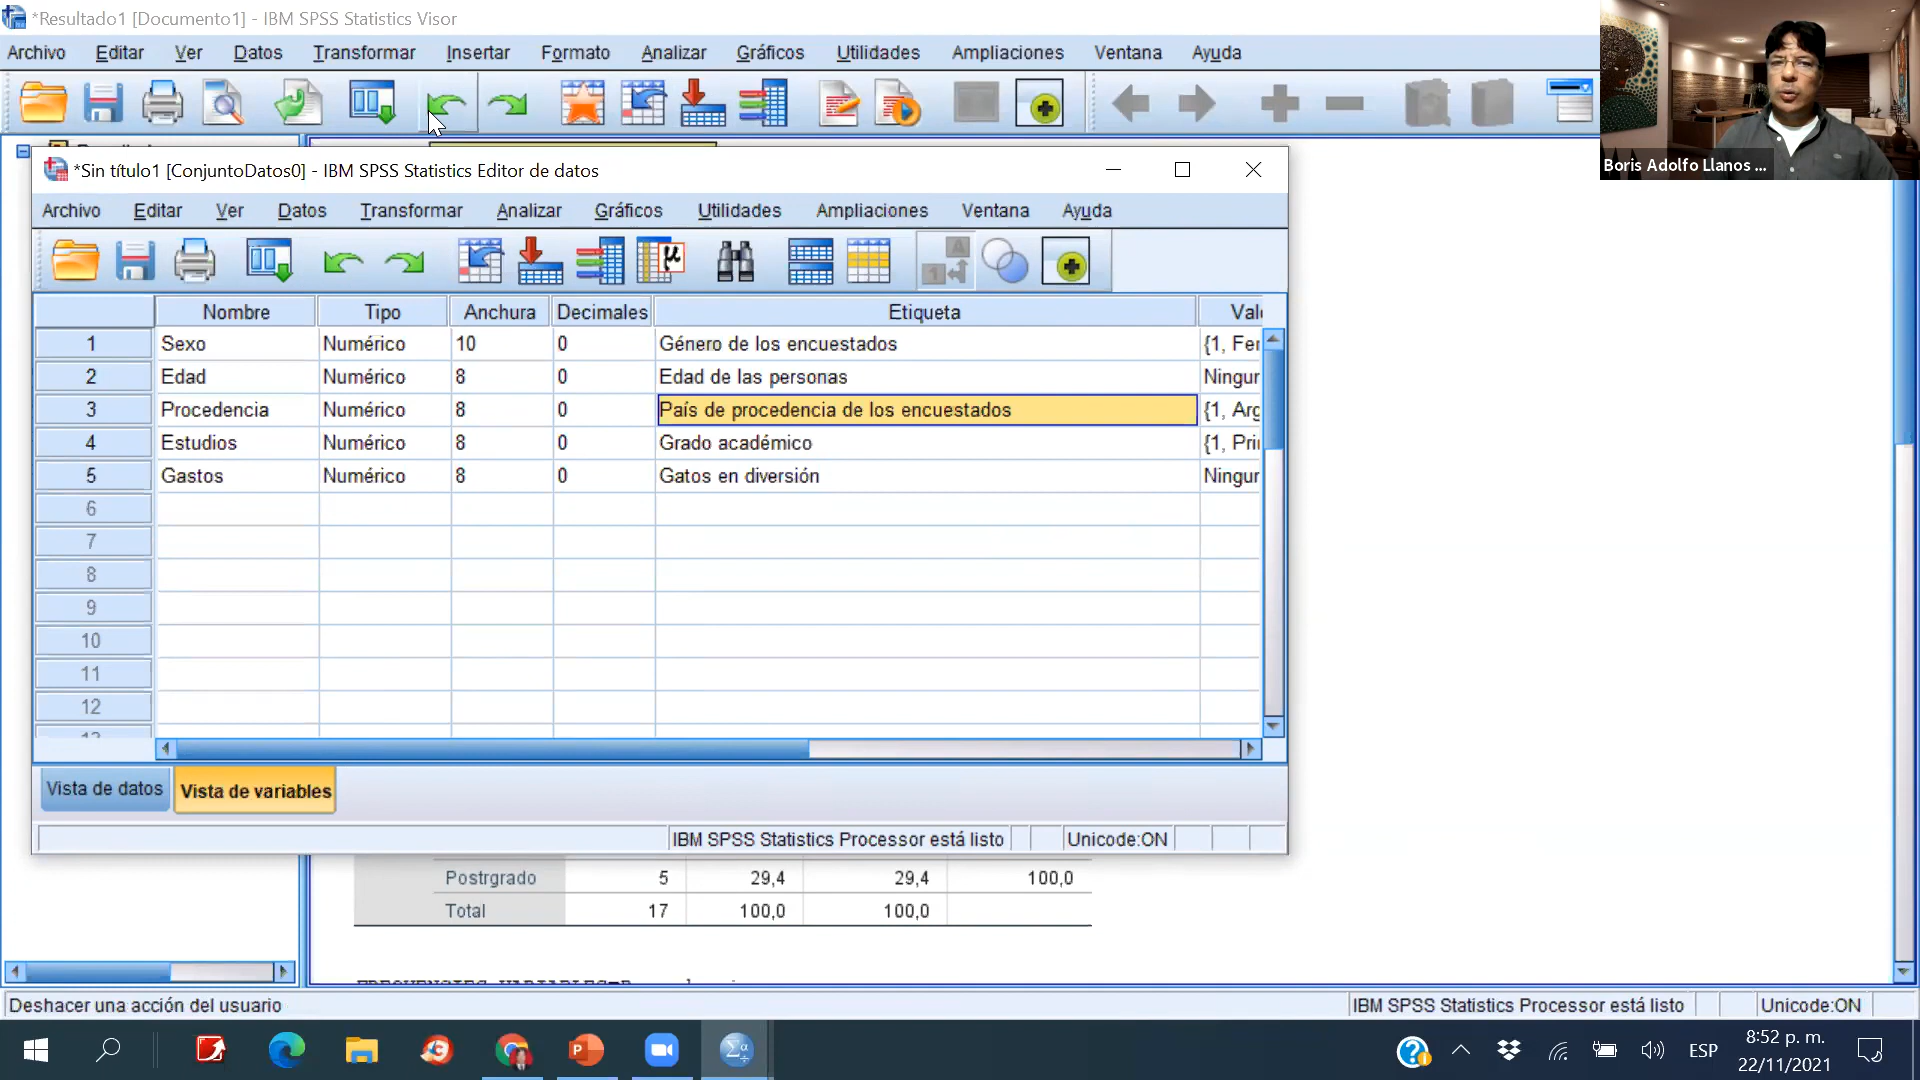 *Resultado1 [Documento1] - IBM SPSS Statistics Visor
Archivo Editar Ver Datos Transformar Insertar Formato Analizar Gráficos Utilidades Ampliaciones Ventana Ayuda
Boris Adolfo Llanos ...
*Sin título1 [ConjuntoDatos0] - IBM SPSS Statistics Editor de datos
Archivo Editar Ver Datos Transformar Analizar Gráficos Utilidades Ampliaciones Ventana Ayuda
Nombre Tipo Anchura Decimales Etiqueta Val
1 Sexo Numérico 10 0 Género de los encuestados {1, Fer
2 Edad Numérico 8 0 Edad de las personas Ningur
3 Procedencia Numérico 8 0 País de procedencia de los encuestados {1, Arg
4 Estudios Numérico 8 0 Grado académico {1, Pri
5 Gastos Numérico 8 0 Gatos en diversión Ningur
6
7
8
9
10
11
12
Vista de datos Vista de variables
IBM SPSS Statistics Processor está listo Unicode:ON
Postrgrado 5 29,4 29,4 100,0
Total 17 100,0 100,0
Deshacer una acción del usuario IBM SPSS Statistics Processor está listo Unicode:ON
ESP 8:52 p. m.
22/11/2021